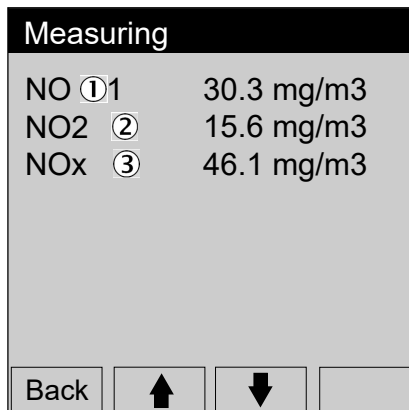 Measuring
NO ①1 30.3 mg/m3
NO2 ② 15.6 mg/m3
NOx ③ 46.1 mg/m3
Back